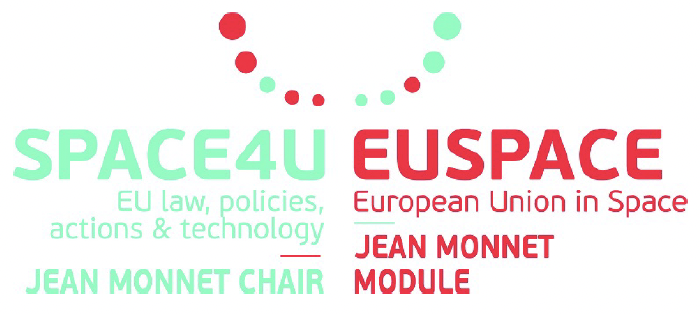 SPACE4U
EU law, policies,
actions & technology
JEAN MONNET CHAIR
EUSPACE
European Union in Space
JEAN MONNET
MODULE